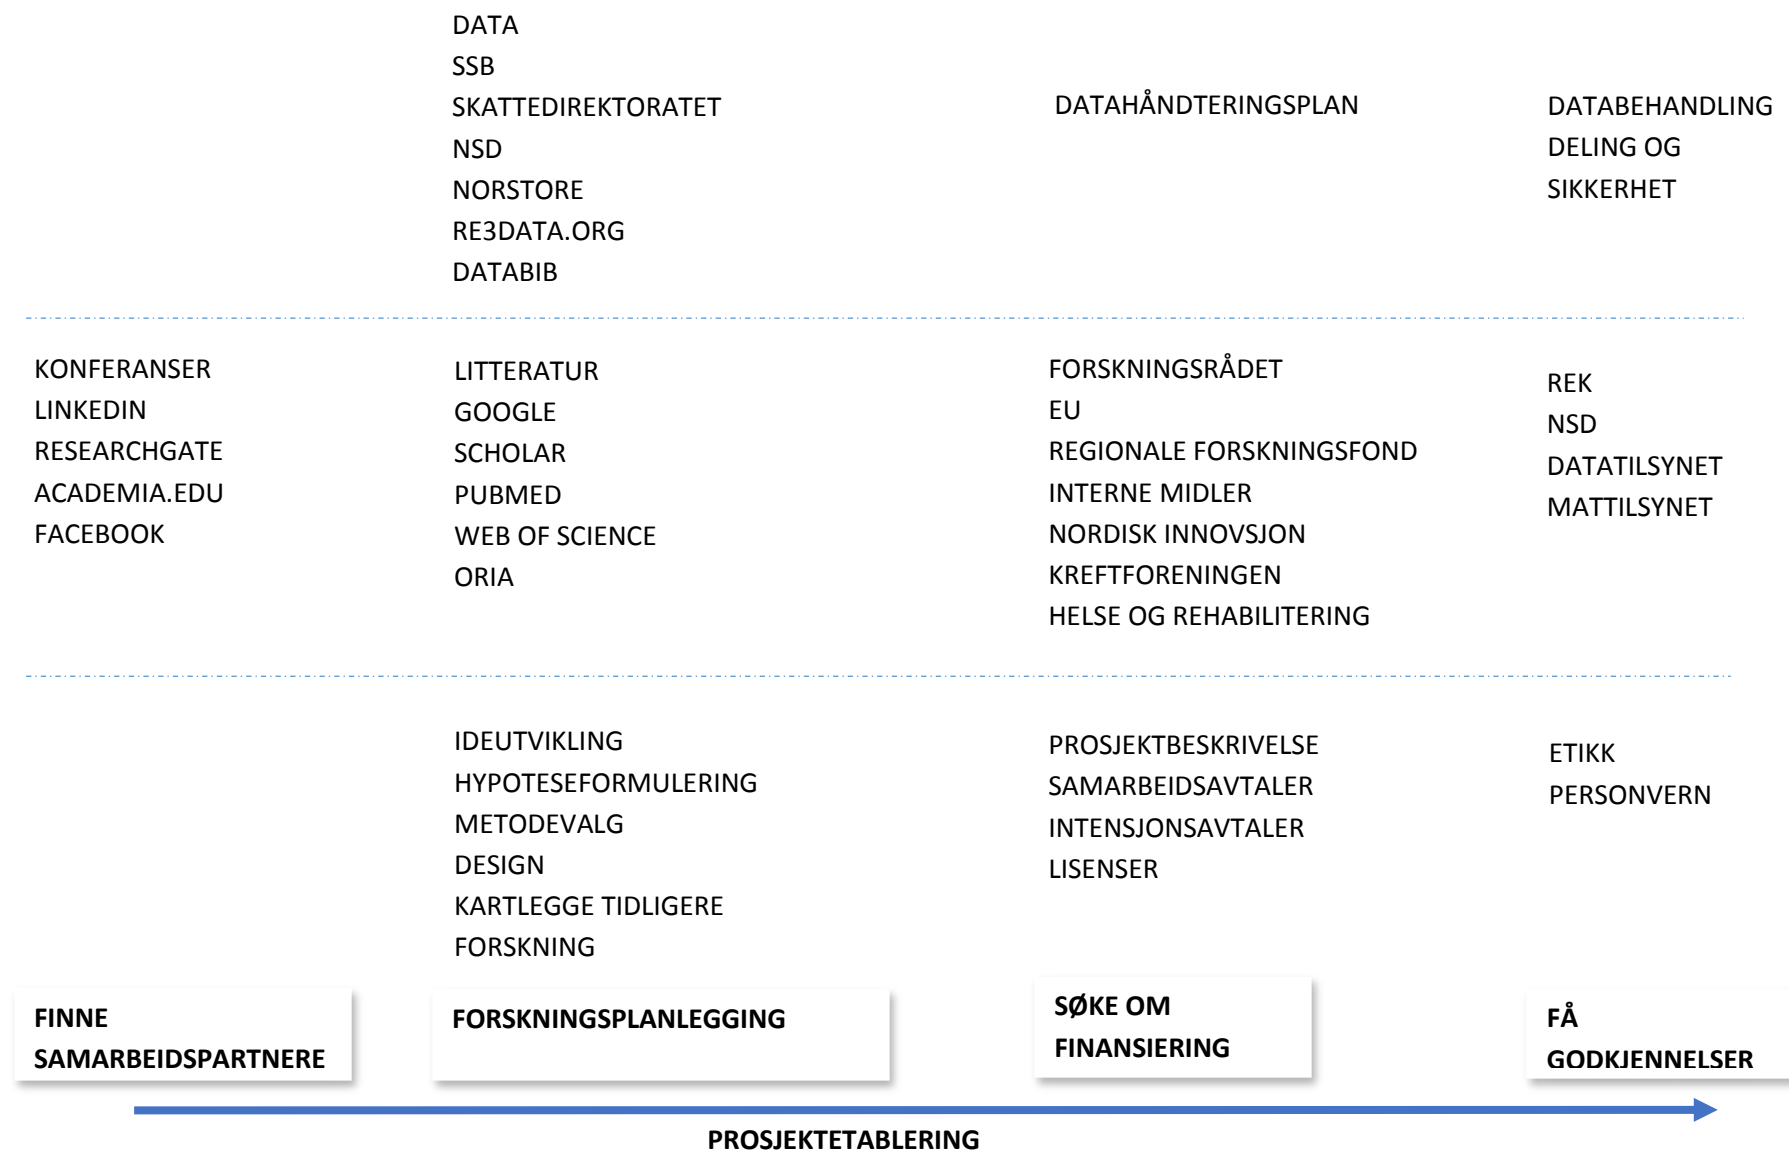 DATA
SSB
SKATTEDIREKTORATET
NSD
NORSTORE
RE3DATA.ORG
DATABIB
DATAHÅNDTERINGSPLAN
DATABEHANDLING
DELING OG
SIKKERHET
KONFERANSER
LINKEDIN
RESEARCHGATE
ACADEMIA.EDU
FACEBOOK
LITTERATUR
GOOGLE
SCHOLAR
PUBMED
WEB OF SCIENCE
ORIA
FORSKNINGSRÅDET
EU
REGIONALE FORSKNINGSFOND
INTERNE MIDLER
NORDISK INNOVSJON
KREFTFORENINGEN
HELSE OG REHABILITERING
REK
NSD
DATATILSYNET
MATTILSYNET
IDEUTVIKLING
HYPOTESEFORMULERING
METODEVALG
DESIGN
KARTLEGGE TIDLIGERE
FORSKNING
PROSJEKTBESKRIVELSE
SAMARBEIDSAVTALER
INTENSJONSAVTALER
LISENSER
ETIKK
PERSONVERN
FINNE
SAMARBEIDSPARTNERE
FORSKNINGSPLANLEGGING
SØKE OM
FINANSIERING
FÅ
GODKJENNELSER
PROSJEKTETABLERING